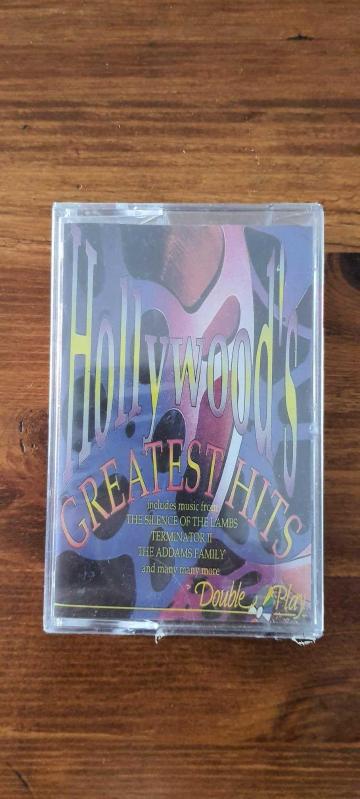 Hollywood's
GREATEST HITS
includes music from
THE SILENCE OF THE LAMBS
TERMINATOR II
THE ADDAMS FAMILY
and many many more
Double Play